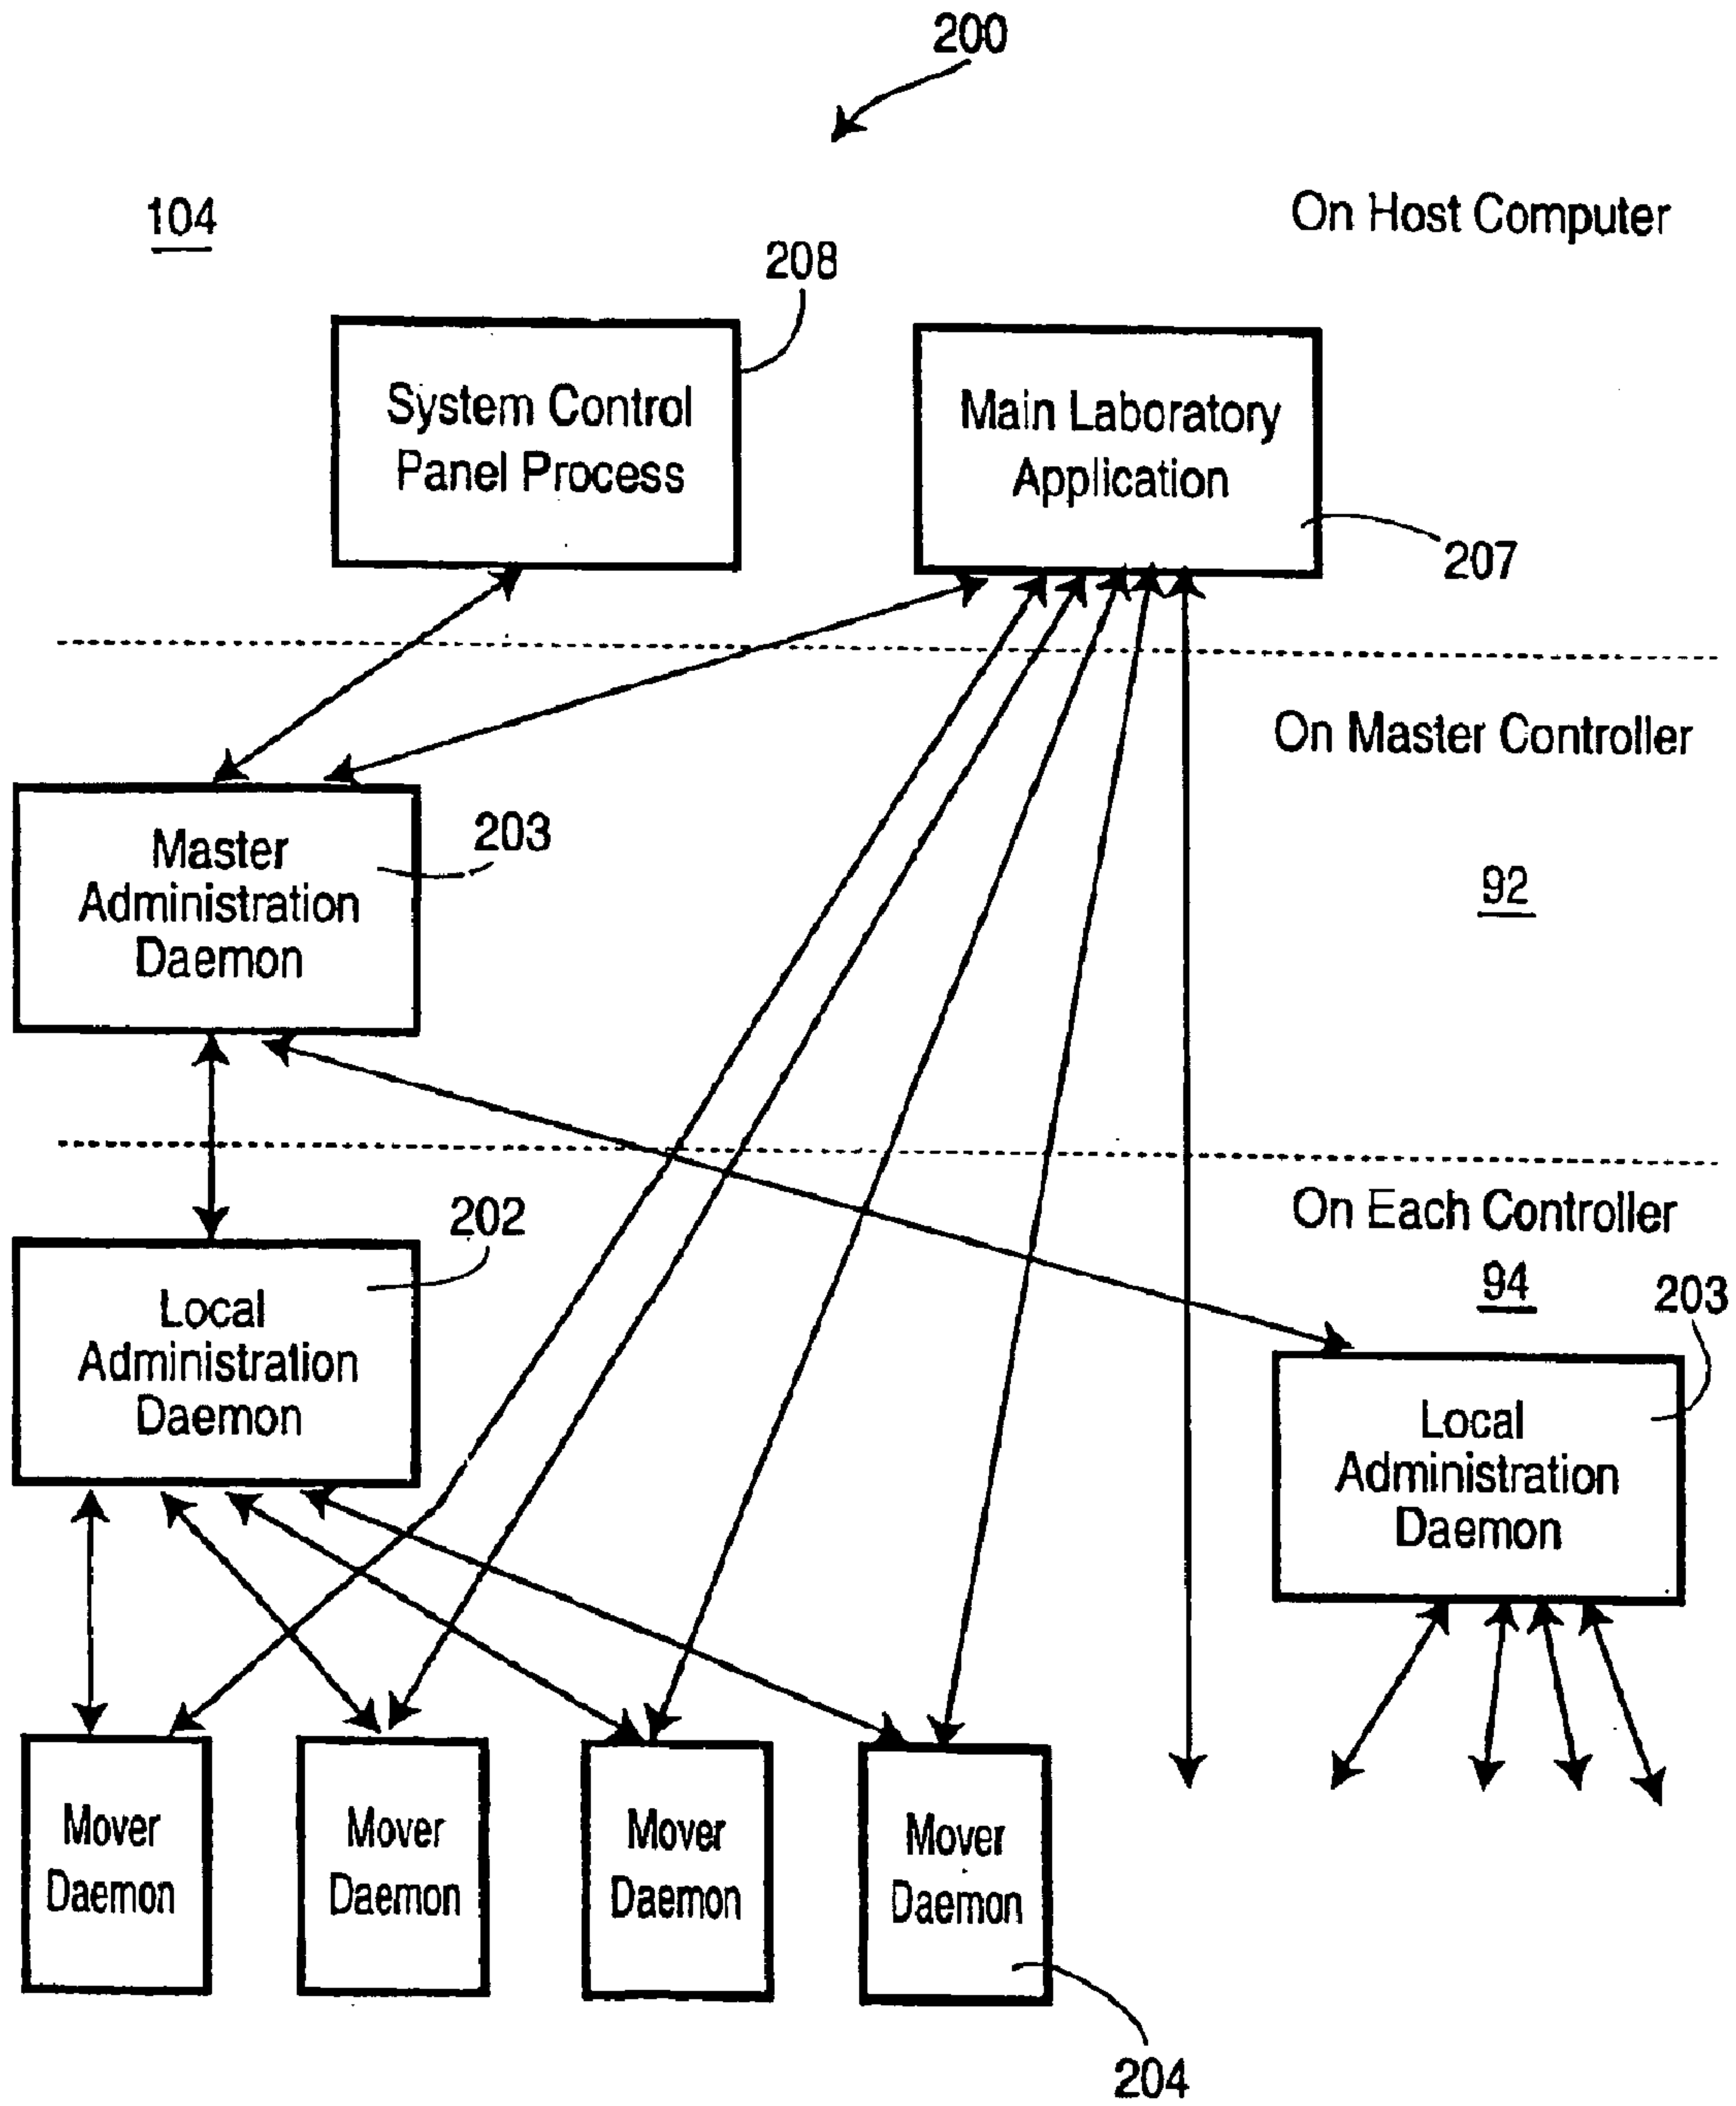 200
104
On Host Computer
208
System Control
Panel Process
Main Laboratory
Application
207
On Master Controller
203
Master
Administration
Daemon
92
On Each Controller
202
94
203
Local
Administration
Daemon
Local
Administration
Daemon
Mover
Daemon
Mover
Daemon
Mover
Daemon
Mover
Daemon
204